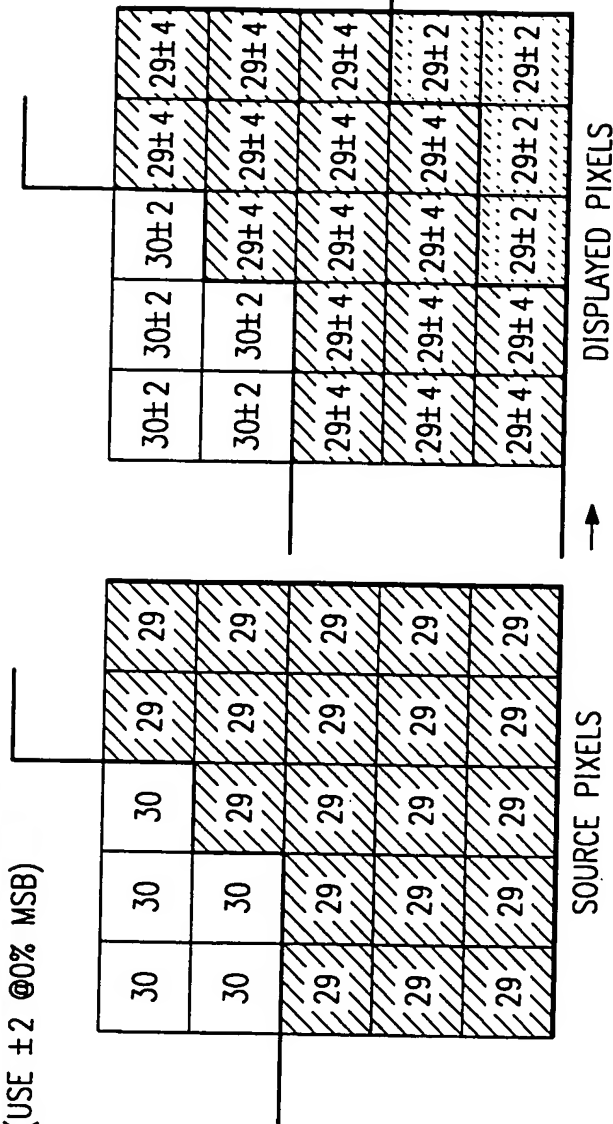 (USE ±2 @0% MSB)
30 30 30 29 29
30 30 29 29 29
29 29 29 29 29
29 29 29 29 29
29 29 29 29 29
SOURCE PIXELS
30±2 30±2 30±2 29±4 29±4
30±2 30±2 29±4 29±4 29±4
29±4 29±4 29±4 29±4 29±4
29±4 29±4 29±4 29±4 29±2
29±4 29±4 29±2 29±2 29±2
DISPLAYED PIXELS